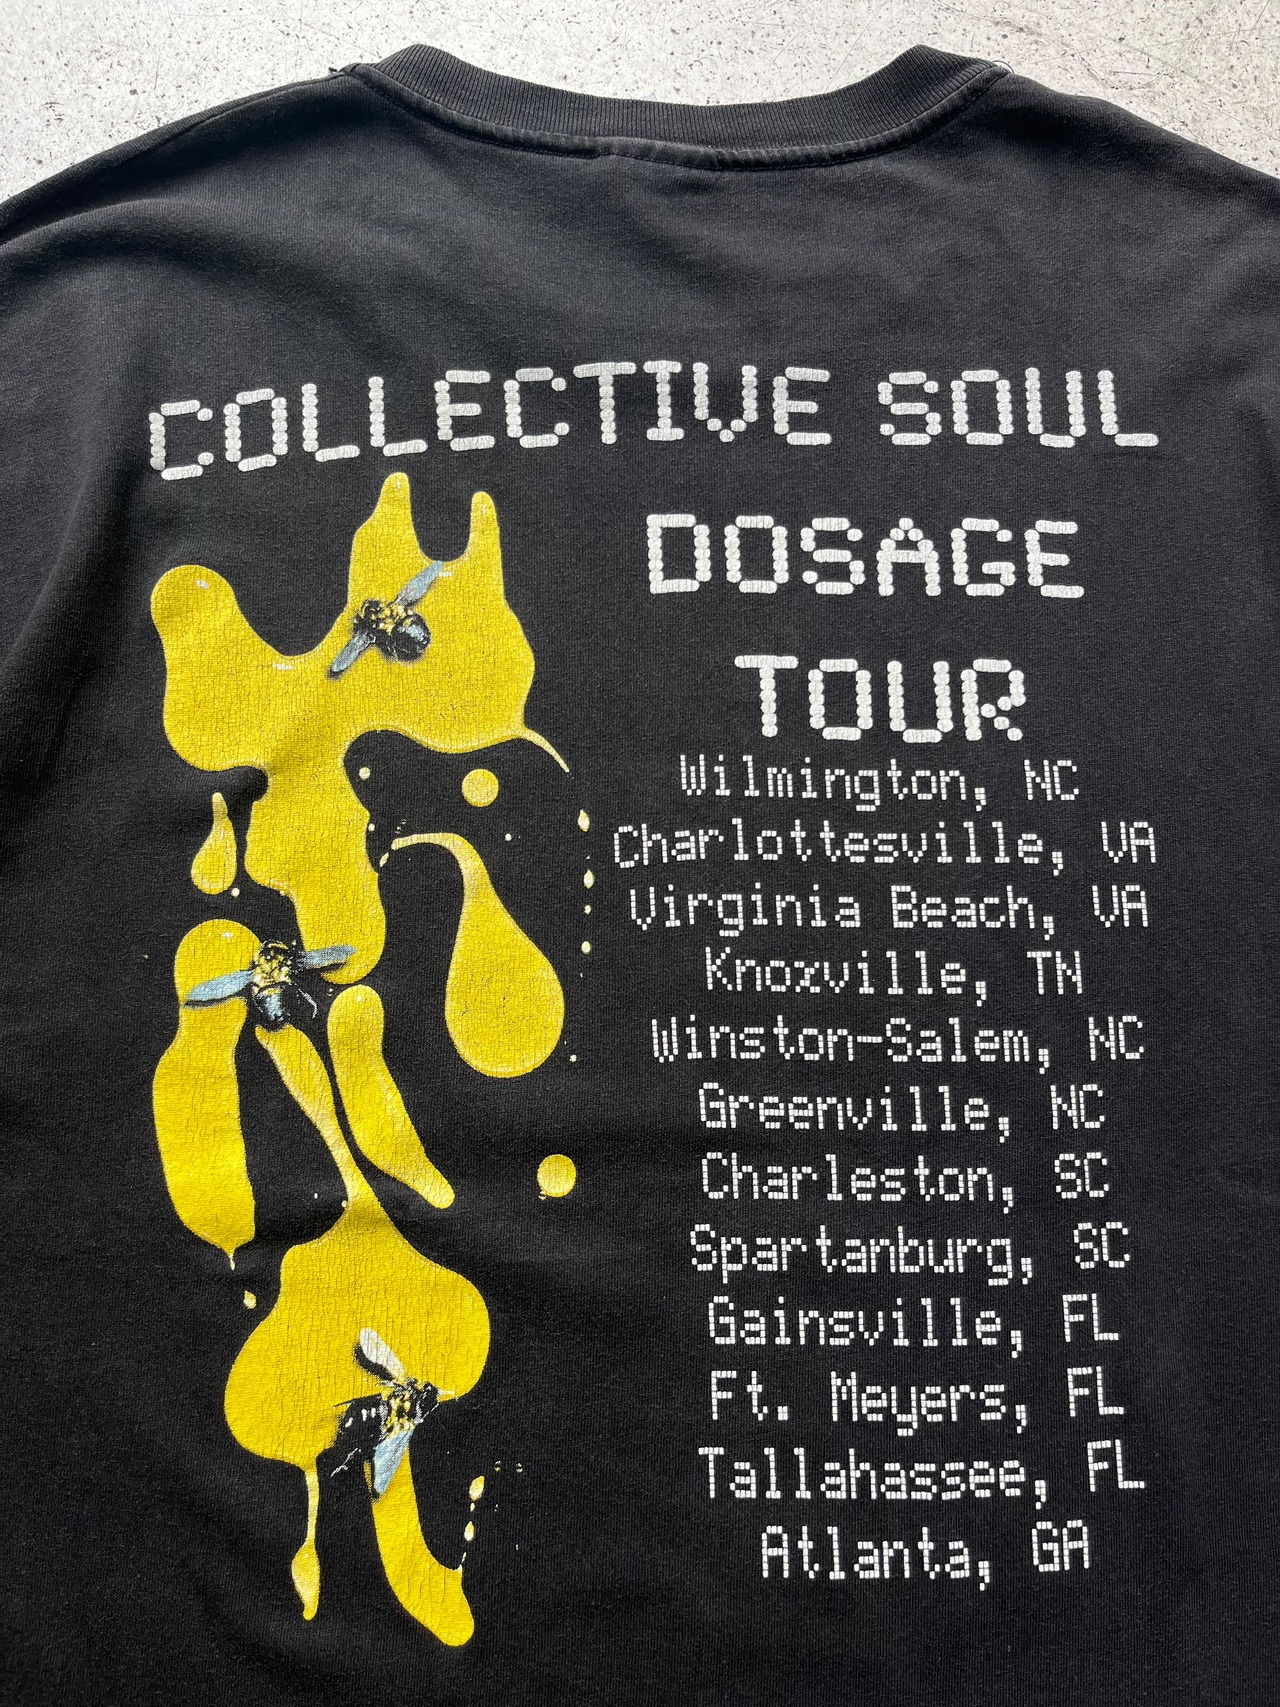 COLLECTIVE SOUL
DOSAGE
TOUR
Wilmington, NC
Charlottesville, VA
Virginia Beach, VA
Knoxville, TN
Winston-Salem, NC
Greenville, NC
Charleston, SC
Spartanburg, SC
Gainsville, FL
Ft. Meyers, FL
Tallahassee, FL
Atlanta, GA